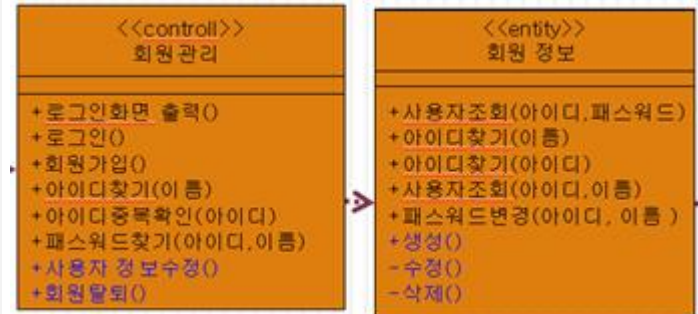 <<controll>>
회원관리
+로그인화면 출력()
+로그인()
+회원가입()
+아이디찾기(이름)
+아이디중복확인(아이디)
+패스워드찾기(아이디,이름)
+사용자 정보수정()
+회원탈퇴()
<<entity>>
회원 정보
+사용자조회(아이디,패스워드)
+아이디찾기(이름)
+아이디찾기(아이디)
+사용자조회(아이디,이름)
+패스워드변경(아이디, 이름 )
+생성()
-수정()
-삭제()